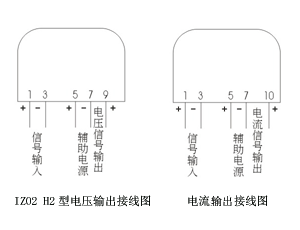 1 3 5 7 9
+ - + - +
信号输入
辅助电源
电压信号输出
IZ02 H2 型电压输出接线图
1 3 5 7 10
+ - + - +
信号输入
辅助电源
电流信号输出
电流输出接线图